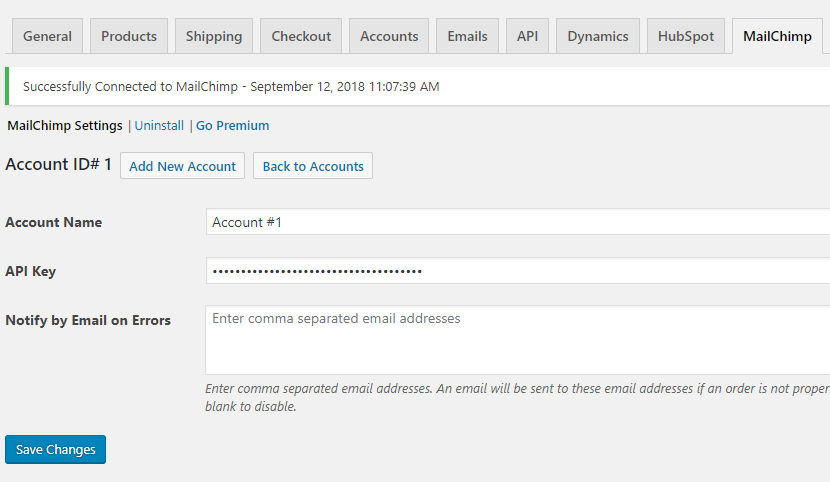 General Products Shipping Checkout Accounts Emails API Dynamics HubSpot MailChimp
Successfully Connected to MailChimp - September 12, 2018 11:07:39 AM
MailChimp Settings | Uninstall | Go Premium
Account ID# 1 Add New Account Back to Accounts
Account Name Account #1
API Key •••••••••••••••••••••••••••••••••••••
Notify by Email on Errors Enter comma separated email addresses
Enter comma separated email addresses. An email will be sent to these email addresses if an order is not proper
blank to disable.
Save Changes